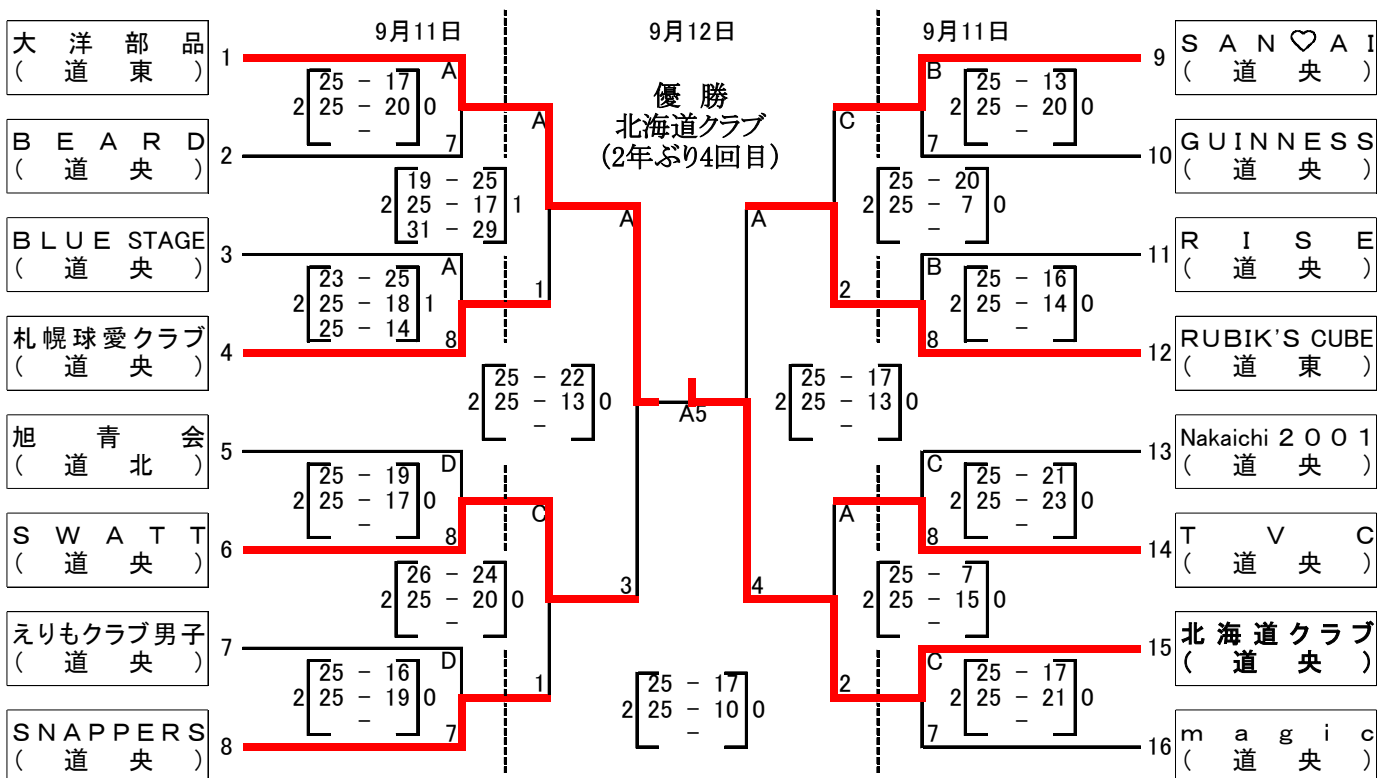 9月11日
9月12日
9月11日
優 勝
北海道クラブ
(2年ぶり4回目)
大 洋 部 品
( 道 東 )
1
B E A R D
( 道 央 )
2
A
25 - 17
2 25 - 20 0
-
7
B L U E STAGE
( 道 央 )
3
札幌球愛クラブ
( 道 央 )
4
A
23 - 25
2 25 - 18 1
25 - 14
8
A
19 - 25
2 25 - 17 1
31 - 29
1
旭 青 会
( 道 北 )
5
S W A T T
( 道 央 )
6
D
25 - 19
2 25 - 17 0
-
8
えりもクラブ男子
( 道 央 )
7
S N A P P E R S
( 道 央 )
8
D
25 - 16
2 25 - 19 0
-
7
C
26 - 24
2 25 - 20 0
-
1
A
25 - 22
2 25 - 13 0
-
3
A5
25 - 17
2 25 - 10 0
-
A
25 - 17
2 25 - 13 0
-
4
C
25 - 20
2 25 - 7 0
-
2
A
25 - 7
2 25 - 15 0
-
2
B
25 - 13
2 25 - 20 0
-
7
9
S A N ♡ A I
( 道 央 )
10
G U I N N E S S
( 道 央 )
B
25 - 16
2 25 - 14 0
-
8
11
R I S E
( 道 央 )
12
RUBIK'S CUBE
( 道 東 )
C
25 - 21
2 25 - 23 0
-
8
13
Nakaichi 2 0 0 1
( 道 央 )
14
T V C
( 道 央 )
C
25 - 17
2 25 - 21 0
-
7
15
北 海 道 ク ラ ブ
( 道 央 )
16
m a g i c
( 道 央 )